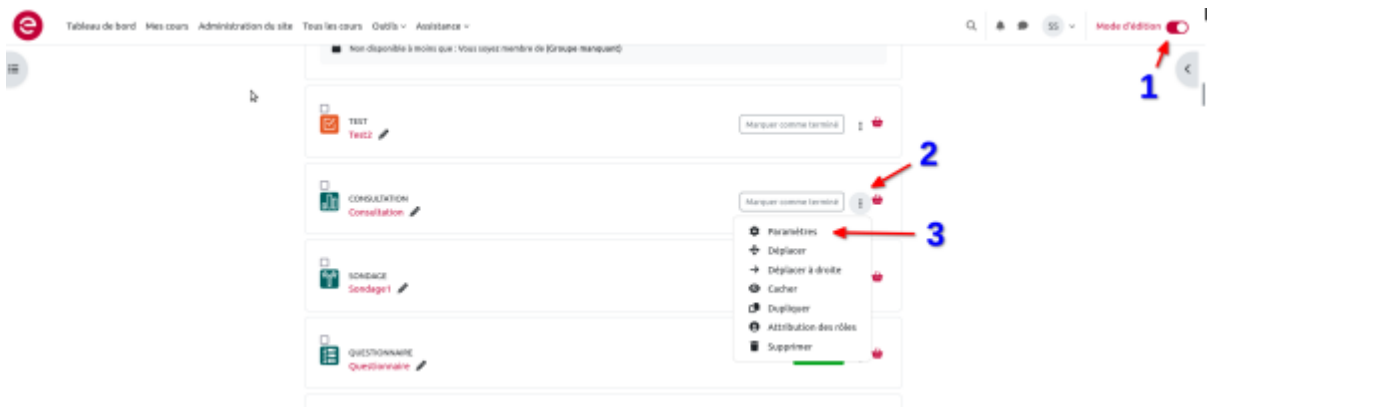 Tableau de bord Mes cours Administration du site Tous les cours Outils Assistance SS Mode d'édition
Non disponible à moins que : Vous soyez membre de (Groupe manquant)
1
TEST
Test2
Marquer comme terminé
2
CONSULTATION
Consultation
Marquer comme terminé
Paramètres
3
Déplacer
SONDAGE
Sondage1
Déplacer à droite
Cacher
Dupliquer
Attribution des rôles
Supprimer
QUESTIONNAIRE
Questionnaire